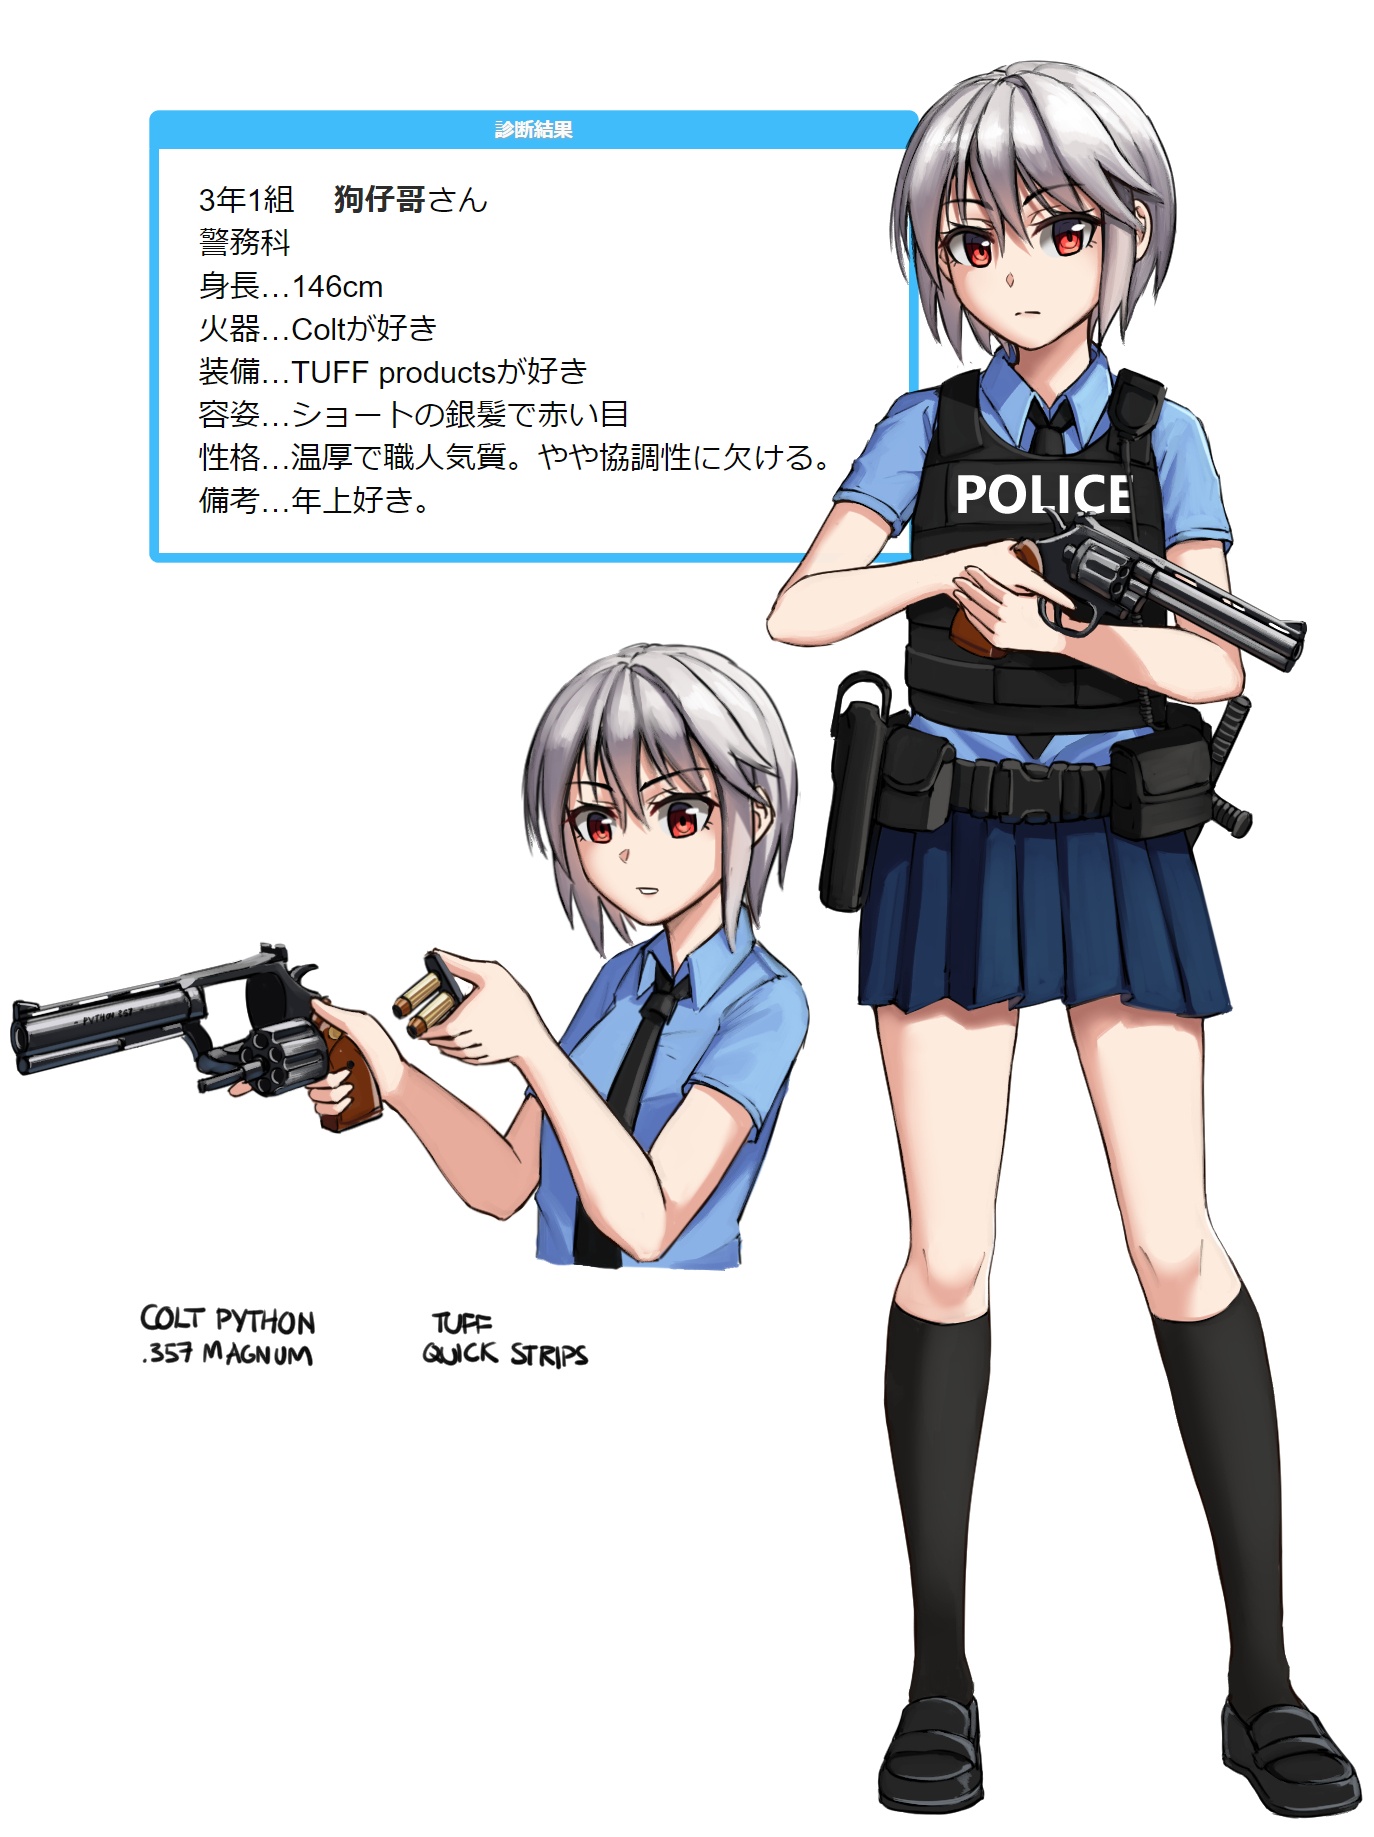 診断結果
3年1組 狗仔哥さん
警務科
身長…146cm
火器…Coltが好き
装備…TUFF productsが好き
容姿…ショートの銀髪で赤い目
性格…温厚で職人気質。やや協調性に欠ける。
備考…年上好き。
POLICE
- PYTHON 357 -
COLT PYTHON
.357 MAGNUM
TUFF
QUICK STRIPS